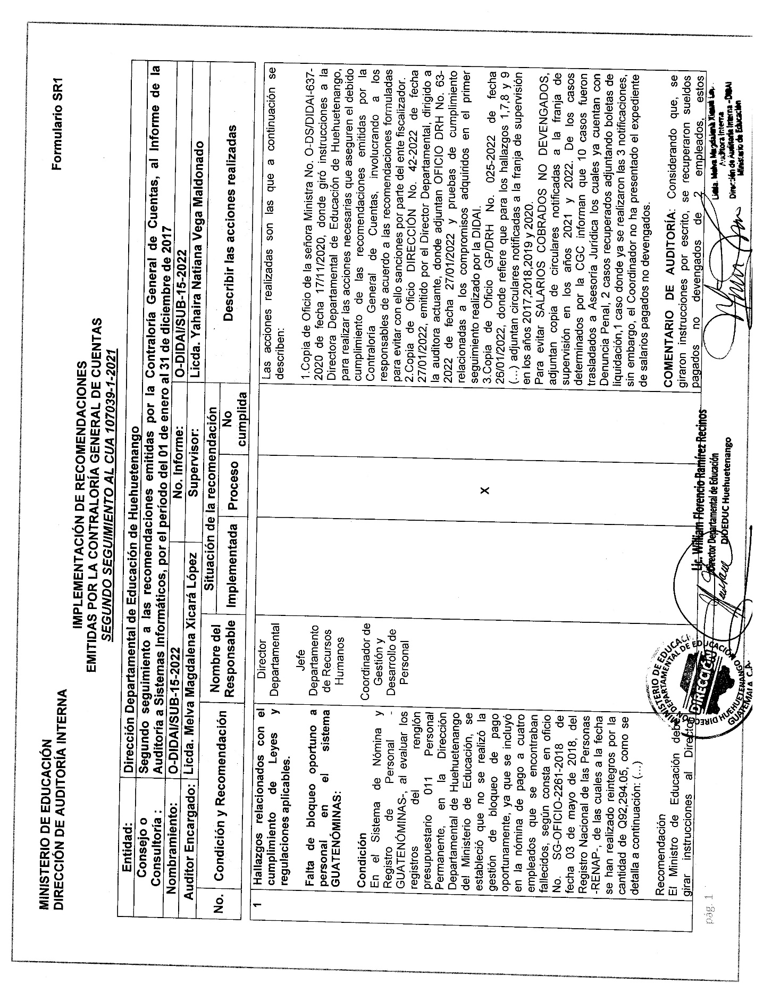 MINISTERIO DE EDUCACIÓN
DIRECCIÓN DE AUDITORÍA INTERNA
Formulario SR1
IMPLEMENTACIÓN DE RECOMENDACIONES
EMITIDAS POR LA CONTRALORÍA GENERAL DE CUENTAS
SEGUNDO SEGUIMIENTO AL CUA 107039-1-2021
Entidad: Dirección Departamental de Educación de Huehuetenango
Consejo o Consultoría : Segundo seguimiento a las recomendaciones emitidas por la Contraloría General de Cuentas, al Informe de la
Auditoría a Sistemas Informáticos, por el período del 01 de enero al 31 de diciembre de 2017
Nombramiento: O-DIDAI/SUB-15-2022 No. Informe: O-DIDAI/SUB-15-2022
Auditor Encargado: Licda. Melva Magdalena Xicará López Supervisor: Licda. Yahaira Natiana Vega Maldonado
No. Condición y Recomendación Nombre del Responsable Situación de la recomendación Describir las acciones realizadas
Implementada Proceso No cumplida
1
Hallazgos relacionados con el
cumplimiento de Leyes y
regulaciones aplicables.
Falta de bloqueo oportuno a
personal en el sistema
GUATENÓMINAS:
Condición
En el Sistema de Nómina y
Registro de Personal -
GUATENÓMINAS-, al evaluar los
registros del renglón
presupuestario 011 Personal
Permanente, en la Dirección
Departamental de Huehuetenango
del Ministerio de Educación, se
estableció que no se realizó la
gestión de bloqueo de pago
oportunamente, ya que se incluyó
en la nómina de pago a cuatro
empleados que se encontraban
fallecidos, según consta en oficio
No. SG-OFICIO-2261-2018 de
fecha 03 de mayo de 2018, del
Registro Nacional de las Personas
-RENAP-, de las cuales a la fecha
se han realizado reintegros por la
cantidad de Q92,294.05, como se
detalla a continuación: (...)
Recomendación
El Ministro de Educación debe
girar instrucciones al Director
Director
Departamental
Jefe
Departamento
de Recursos
Humanos
Coordinador de
Gestión y
Desarrollo de
Personal
X
Las acciones realizadas son las que a continuación se
describen:
1.Copia de Oficio de la señora Ministra No. O-DS/DIDAI-637-
2020 de fecha 17/11/2020, donde giró instrucciones a la
Directora Departamental de Educación de Huehuetenango,
para realizar las acciones necesarias que aseguren el debido
cumplimiento de las recomendaciones emitidas por la
Contraloría General de Cuentas, involucrando a los
responsables de acuerdo a las recomendaciones formuladas
para evitar con ello sanciones por parte del ente fiscalizador.
2.Copia de Oficio DIRECCIÓN No. 42-2022 de fecha
27/01/2022, emitido por el Director Departamental, dirigido a
la auditora actuante, donde adjuntan OFICIO DRH No. 63-
2022 de fecha 27/01/2022 y pruebas de cumplimiento
relacionadas a los compromisos adquiridos en el primer
seguimiento realizado por la DIDAI.
3.Copia de Oficio GP/DRH No. 025-2022 de fecha
26/01/2022, donde refiere que para los hallazgos 1,7,8 y 9
(...) adjuntan circulares notificadas a la franja de supervisión
en los años 2017,2018,2019 y 2020.
Para evitar SALARIOS COBRADOS NO DEVENGADOS,
adjuntan copia de circulares notificadas a la franja de
supervisión en los años 2021 y 2022. De los casos
determinados por la CGC informan que 10 casos fueron
trasladados a Asesoría Jurídica los cuales ya cuentan con
Denuncia Penal, 2 casos recuperados adjuntando boletas de
liquidación,1 caso donde ya se realizaron las 3 notificaciones,
sin embargo, el Coordinador no ha presentado el expediente
de salarios pagados no devengados.
COMENTARIO DE AUDITORÍA: Considerando que, se
giraron instrucciones por escrito, se recuperaron sueldos
pagados no devengados de 2 empleados, estos
pág. 1
MINISTERIO DE EDUCACIÓN
DIRECCIÓN DEPARTAMENTAL DE EDUCACIÓN
DIRECCIÓN
HUEHUETENANGO
GUATEMALA C.A.
Lic. William Florencio Ramírez Recinos
Director Departamental de Educación
DIDEDUC Huehuetenango
Licda. Melva Magdalena Xicará
Auditora Interna
Dirección de Auditoría Interna -DIDAI
Ministerio de Educación